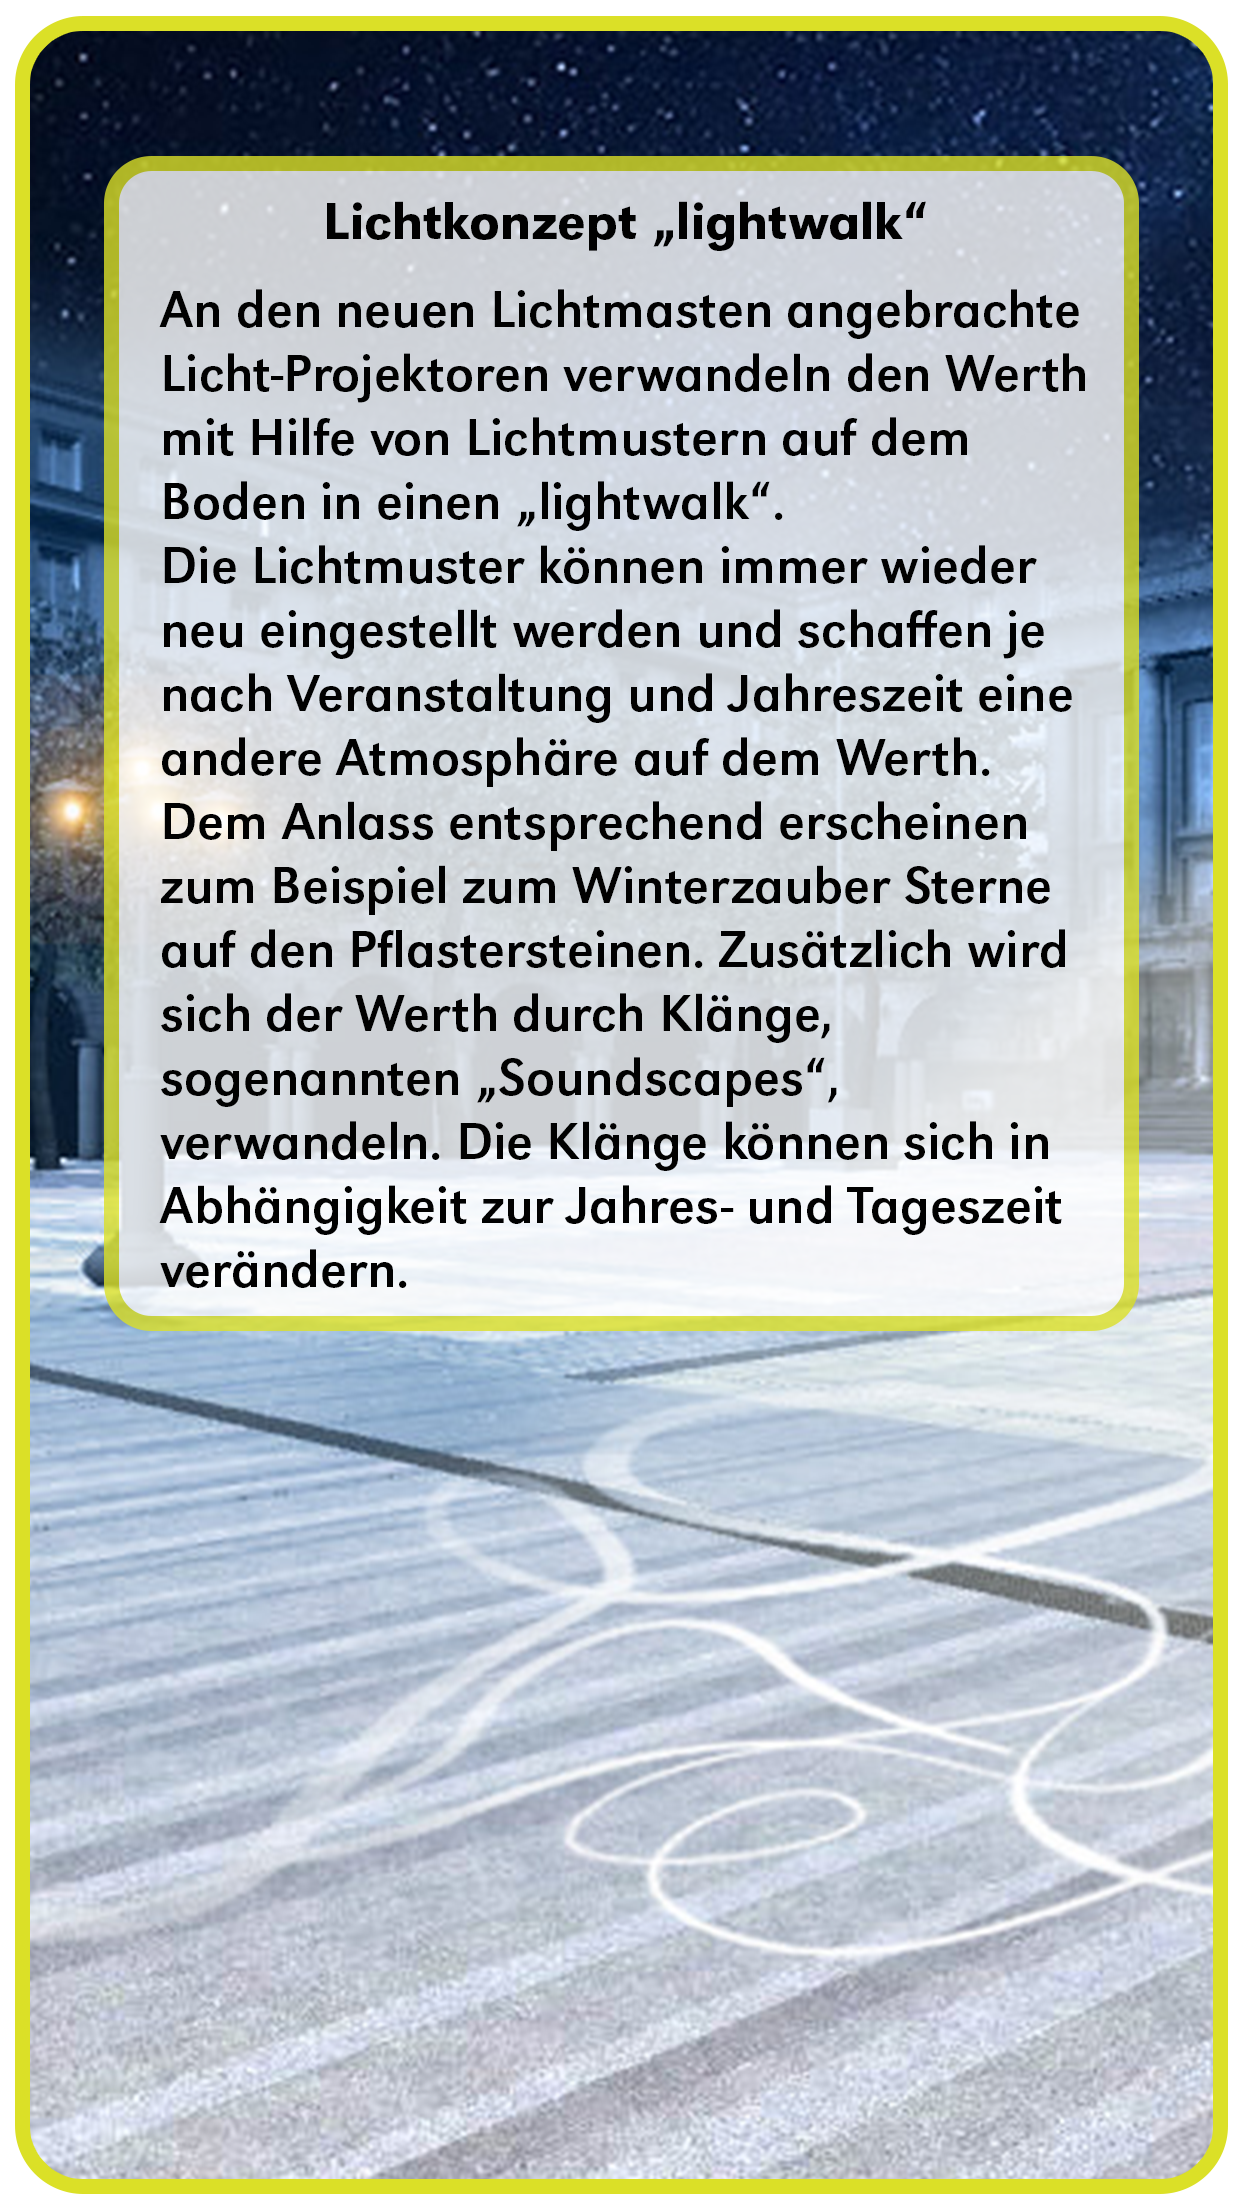 Lichtkonzept „lightwalk“
An den neuen Lichtmasten angebrachte
Licht-Projektoren verwandeln den Werth
mit Hilfe von Lichtmustern auf dem
Boden in einen „lightwalk“.
Die Lichtmuster können immer wieder
neu eingestellt werden und schaffen je
nach Veranstaltung und Jahreszeit eine
andere Atmosphäre auf dem Werth.
Dem Anlass entsprechend erscheinen
zum Beispiel zum Winterzauber Sterne
auf den Pflastersteinen. Zusätzlich wird
sich der Werth durch Klänge,
sogenannten „Soundscapes“,
verwandeln. Die Klänge können sich in
Abhängigkeit zur Jahres- und Tageszeit
verändern.